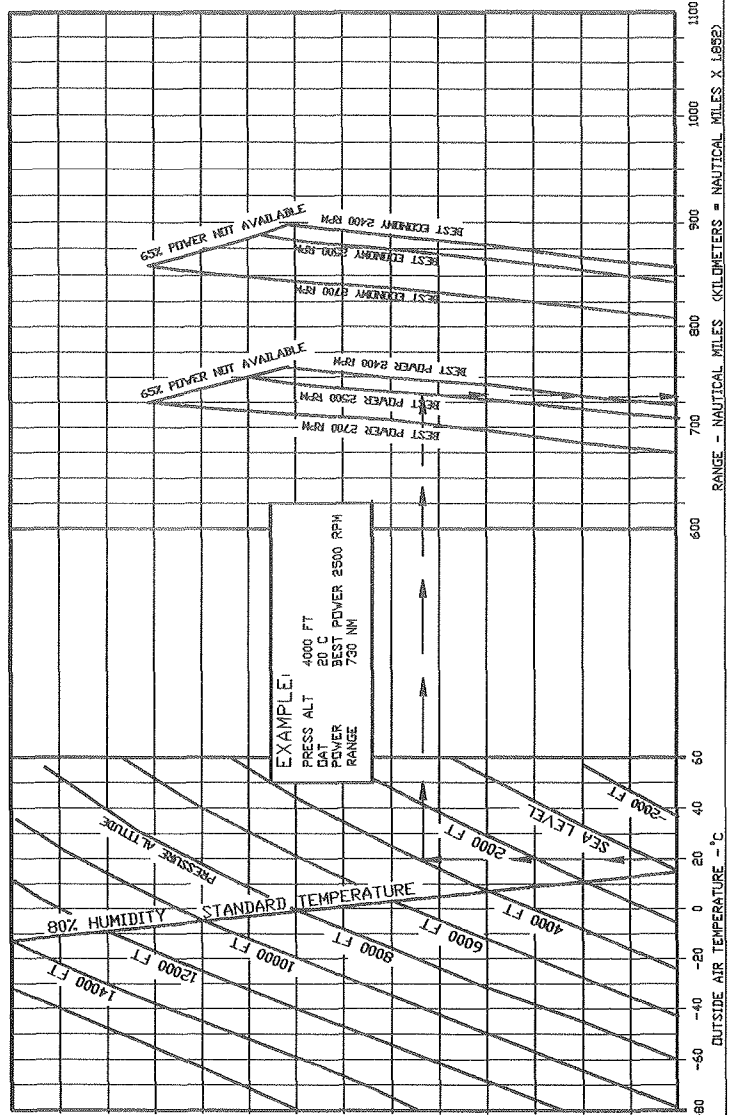 65% POWER NOT AVAILABLE
BEST ECONOMY 2400 RPM
BEST ECONOMY 2500 RPM
BEST ECONOMY 2700 RPM
65% POWER NOT AVAILABLE
BEST POWER 2400 RPM
BEST POWER 2500 RPM
BEST POWER 2700 RPM
EXAMPLE:
PRESS ALT 4000 FT
OAT 20 C
POWER BEST POWER 2500 RPM
RANGE 730 NM
PRESSURE ALTITUDE
80% HUMIDITY STANDARD TEMPERATURE
14000 FT
12000 FT
10000 FT
8000 FT
6000 FT
4000 FT
2000 FT
SEA LEVEL
-2000 FT
-80 -60 -40 -20 0 20 40 60
600 700 800 900 1000 1100
OUTSIDE AIR TEMPERATURE - °C
RANGE - NAUTICAL MILES (KILOMETERS = NAUTICAL MILES X 1.852)